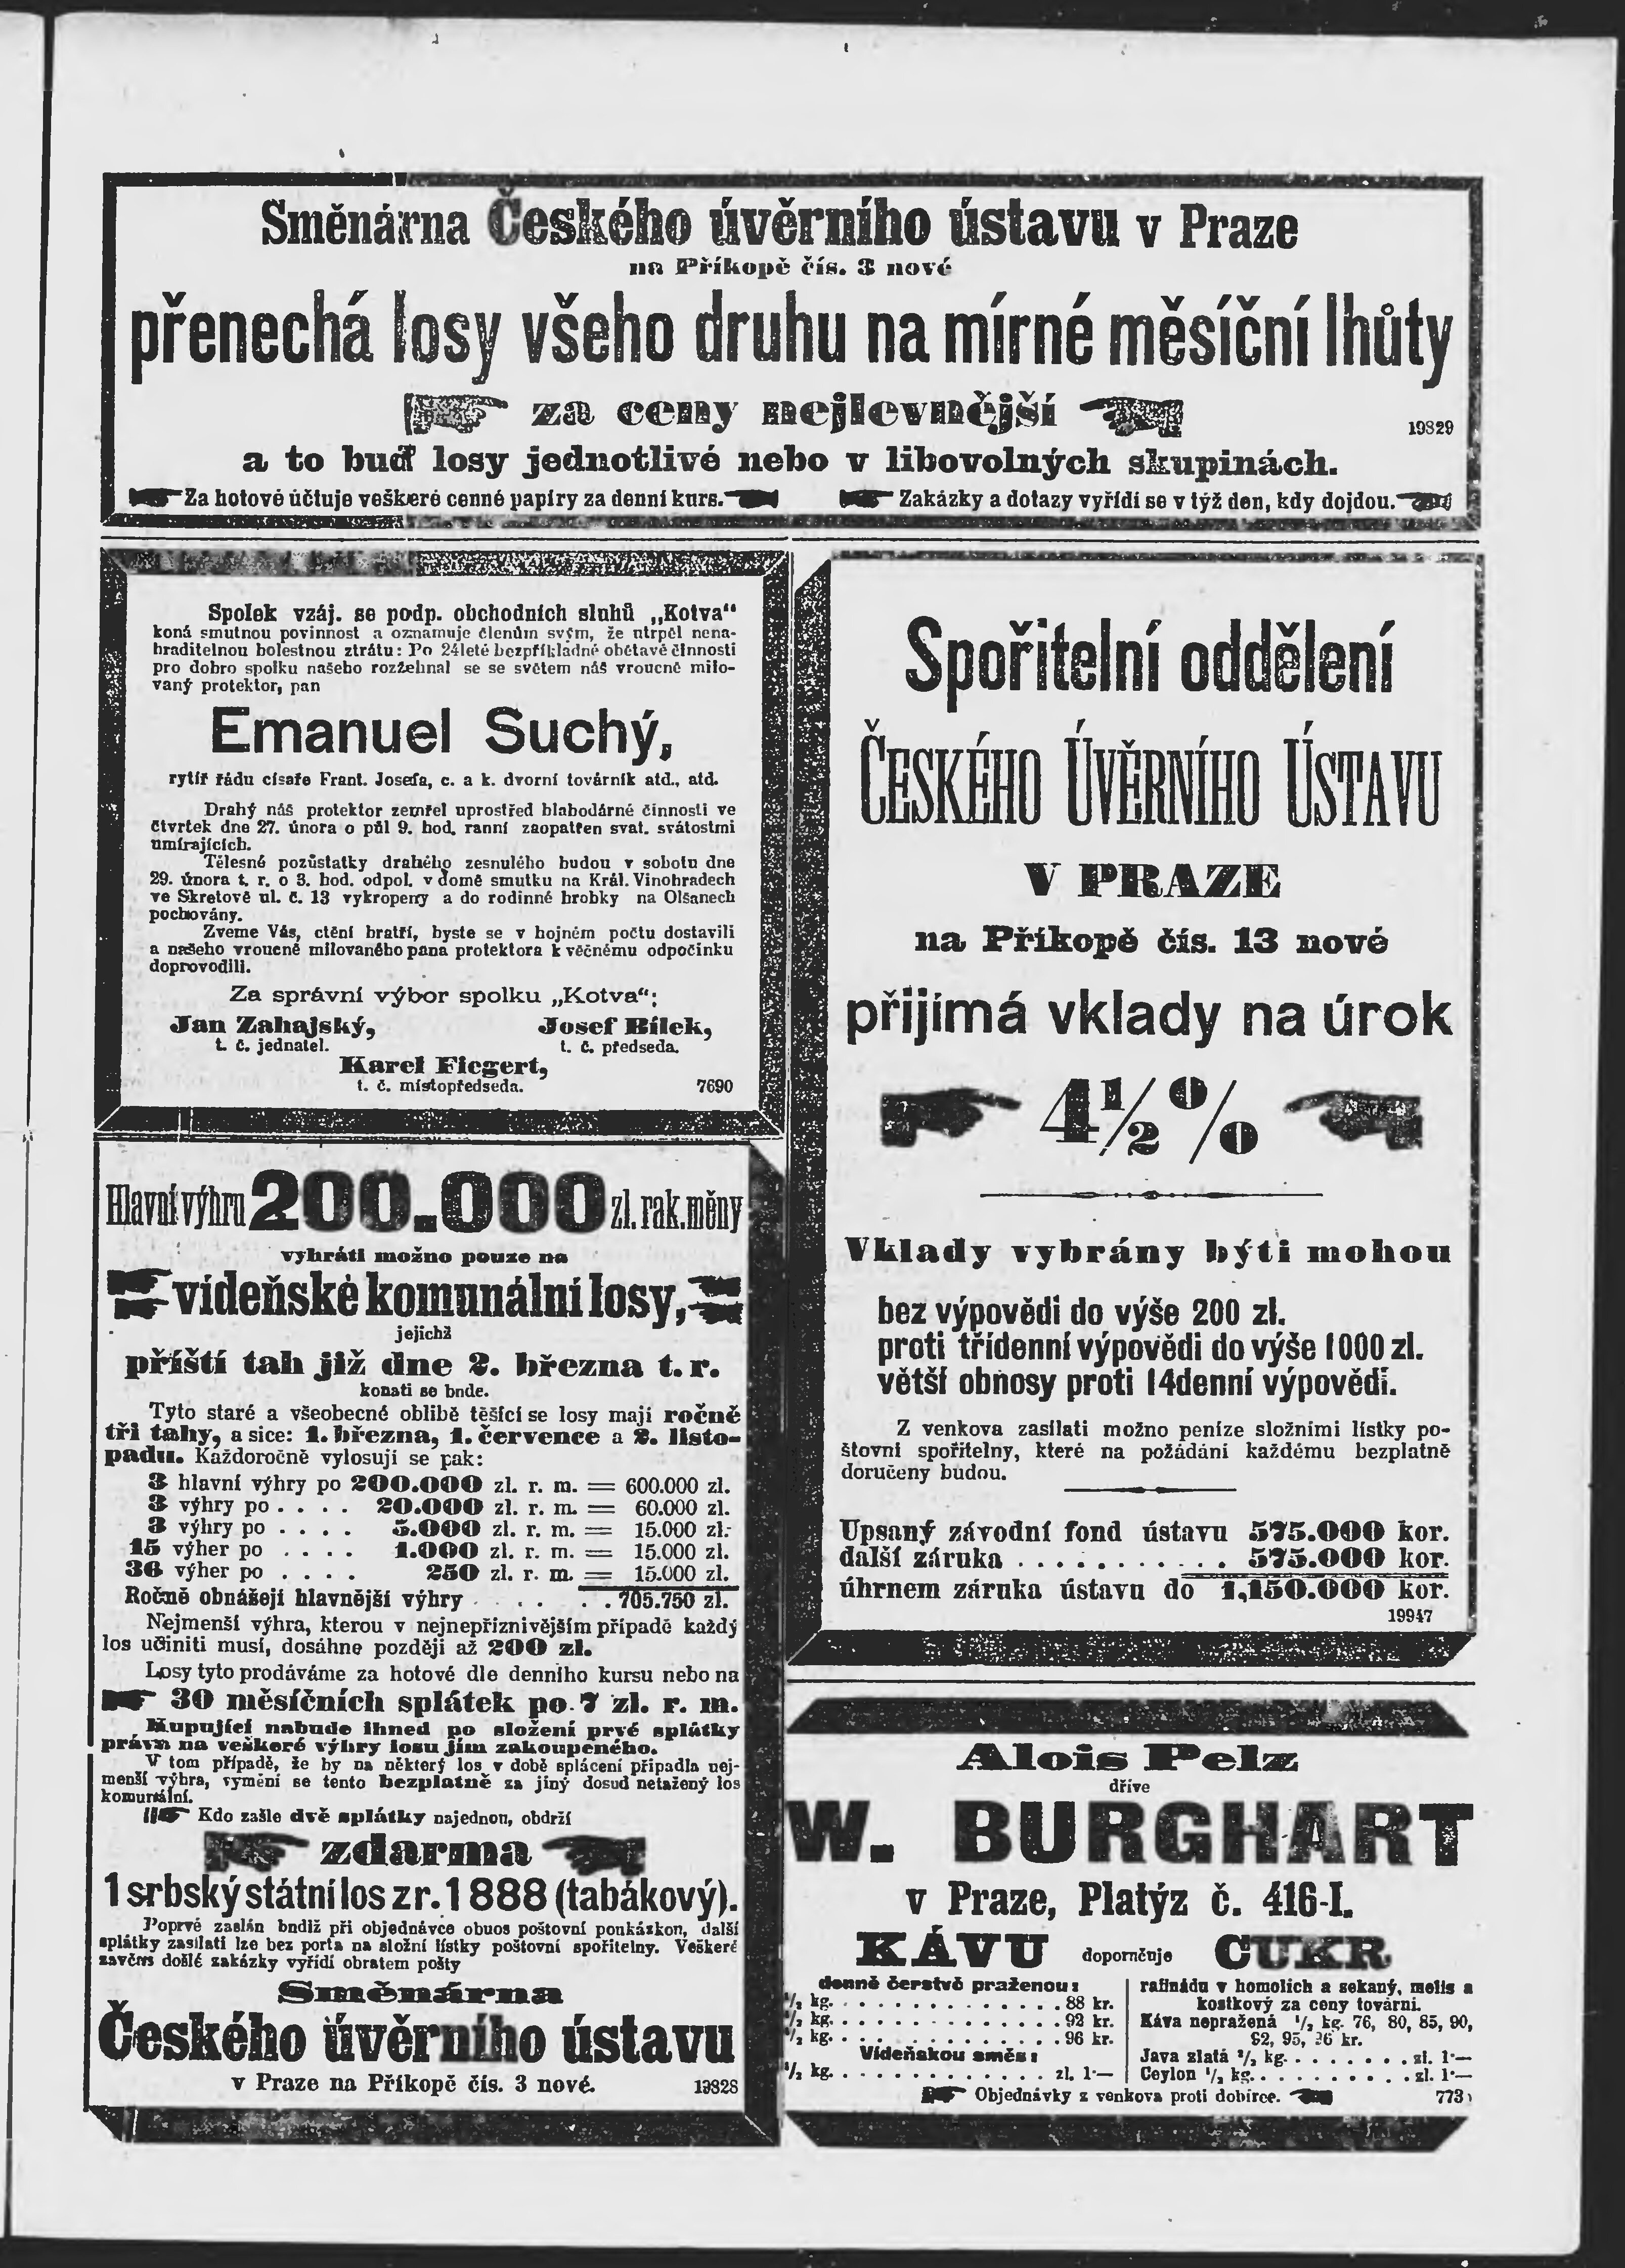 Směnárna Českého úvěrního ústavu v Praze
na Příkopě čís. 3 nové
přenechá losy všeho druhu na mírné měsíční lhůty
za ceny nejlevnější
19829
a to buď losy jednotlivé nebo v libovolných skupinách.
Za hotové účtuje veškeré cenné papíry za denní kurs. Zakázky a dotazy vyřídí se v týž den, kdy dojdou.
Spolek vzáj. se podp. obchodních sluhů „Kotva“
koná smutnou povinnost a oznamuje členům svým, že utrpěl nena-
hraditelnou bolestnou ztrátu: Po 24leté bezpříkladné obětavé činnosti
pro dobro spolku našeho rozžehnal se se světem náš vroucně milo-
vaný protektor, pan
Emanuel Suchý,
rytíř řádu císaře Frant. Josefa, c. a k. dvorní továrník atd., atd.
Drahý náš protektor zemřel uprostřed blahodárné činnosti ve
čtvrtek dne 27. února o půl 9. hod. ranní zaopatřen svat. svátostmi
umírajících.
Tělesné pozůstatky drahého zesnulého budou v sobotu dne
29. února t. r. o 3. hod. odpol. v domě smutku na Král. Vinohradech
ve Skretově ul. č. 13 vykropeny a do rodinné hrobky na Olšanech
pochovány.
Zveme Vás, ctění bratří, byste se v hojném počtu dostavili
a našeho vroucně milovaného pana protektora k věčnému odpočinku
doprovodili.
Za správní výbor spolku „Kotva“:
Jan Zahajský, Josef Bílek,
t. č. jednatel. t. č. předseda.
Karel Fiegert,
t. č. místopředseda. 7690
Hlavní výhru 200.000 zl. rak. měny
vyhráti možno pouze na
vídeňské komunální losy,
jejichž
příští tah již dne 2. března t. r.
konati se bude.
Tyto staré a všeobecné oblibě těšící se losy mají ročně
tři tahy, a sice: 1. března, 1. července a 2. listo-
padu. Každoročně vylosují se pak:
3 hlavní výhry po 200.000 zl. r. m. = 600.000 zl.
3 výhry po . . . . 20.000 zl. r. m. = 60.000 zl.
3 výhry po . . . . 5.000 zl. r. m. = 15.000 zl.
15 výher po . . . . 1.000 zl. r. m. = 15.000 zl.
36 výher po . . . . 250 zl. r. m. = 15.000 zl.
Ročně obnášejí hlavnější výhry . . . . . 705.750 zl.
Nejmenší výhra, kterou v nejnepříznivějším případě každý
los učiniti musí, dosáhne později až 200 zl.
Losy tyto prodáváme za hotové dle denního kursu nebo na
30 měsíčních splátek po 7 zl. r. m.
Kupující nabude ihned po složení prvé splátky
práva na veškeré výhry losu jím zakoupeného.
V tom případě, že by na některý los v době splácení připadla nej-
menší výhra, vymění se tento bezplatně za jiný dosud netažený los
komunální.
Kdo zašle dvě splátky najednou, obdrží
zdarma
1 srbský státní los z r. 1888 (tabákový).
Poprvé zaslán budiž při objednávce obnos poštovní poukázkou, další
splátky zasílati lze bez porta na složní lístky poštovní spořitelny. Veškeré
zavčas došlé zakázky vyřídí obratem pošty
Směnárna
Českého úvěrního ústavu
v Praze na Příkopě čís. 3 nové. 19828
Spořitelní oddělení
ČESKÉHO ÚVĚRNÍHO ÚSTAVU
V PRAZE
na Příkopě čís. 13 nové
přijímá vklady na úrok
4½%
Vklady vybrány býti mohou
bez výpovědi do výše 200 zl.
proti třídenní výpovědi do výše 1000 zl.
větší obnosy proti 14denní výpovědi.
Z venkova zasílati možno peníze složními lístky po-
štovní spořitelny, které na požádání každému bezplatně
doručeny budou.
Upsaný závodní fond ústavu 575.000 kor.
další záruka . . . . . . . . . . . 575.000 kor.
úhrnem záruka ústavu do 1,150.000 kor.
19947
Alois Pelz
dříve
W. BURGHART
v Praze, Platýz č. 416-I.
KÁVU doporučuje CUKR
denně čerstvě praženou:
½ kg. . . . . . . . . . . . . . 88 kr.
½ kg. . . . . . . . . . . . . . 92 kr.
½ kg. . . . . . . . . . . . . . 96 kr.
Vídeňskou směs:
½ kg. . . . . . . . . . . . . . zl. 1·—
rafinádu v homolích a sekaný, melis a
kostkový za ceny tovární.
Káva nepražená ½ kg. 76, 80, 85, 90,
92, 95, 96 kr.
Java zlatá ½ kg. . . . . . . . . zl. 1·—
Ceylon ½ kg. . . . . . . . . . . zl. 1·—
Objednávky z venkova proti dobírce.